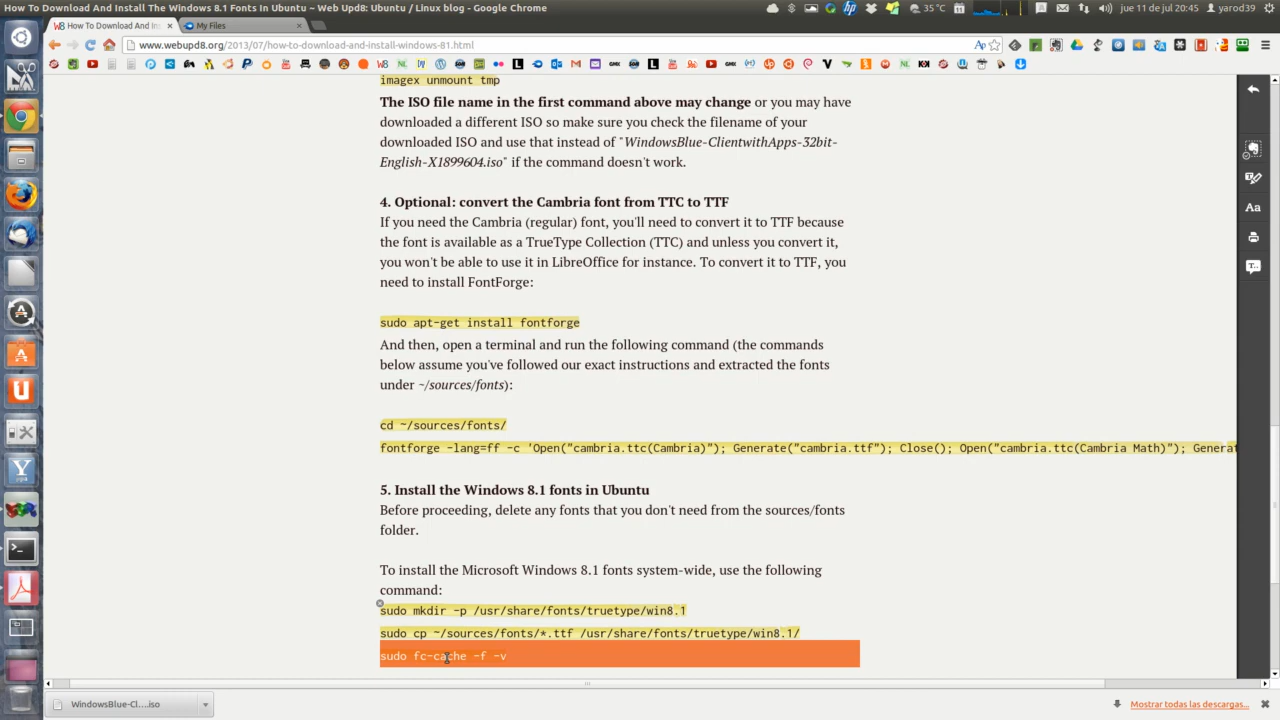 How To Download And Install The Windows 8.1 Fonts In Ubuntu ~ Web Upd8: Ubuntu / Linux blog - Google Chrome
35°C
jue 11 de jul 20:45
yarod39
How To Download And Ins
My Files
www.webupd8.org/2013/07/how-to-download-and-install-windows-81.html
imagex unmount tmp
The ISO file name in the first command above may change or you may have
downloaded a different ISO so make sure you check the filename of your
downloaded ISO and use that instead of "WindowsBlue-ClientwithApps-32bit-
English-X1899604.iso" if the command doesn't work.
4. Optional: convert the Cambria font from TTC to TTF
If you need the Cambria (regular) font, you'll need to convert it to TTF because
the font is available as a TrueType Collection (TTC) and unless you convert it,
you won't be able to use it in LibreOffice for instance. To convert it to TTF, you
need to install FontForge:
sudo apt-get install fontforge
And then, open a terminal and run the following command (the commands
below assume you've followed our exact instructions and extracted the fonts
under ~/sources/fonts):
cd ~/sources/fonts/
fontforge -lang=ff -c 'Open("cambria.ttc(Cambria)"); Generate("cambria.ttf"); Close(); Open("cambria.ttc(Cambria Math)"); Generat
5. Install the Windows 8.1 fonts in Ubuntu
Before proceeding, delete any fonts that you don't need from the sources/fonts
folder.
To install the Microsoft Windows 8.1 fonts system-wide, use the following
command:
sudo mkdir -p /usr/share/fonts/truetype/win8.1
sudo cp ~/sources/fonts/*.ttf /usr/share/fonts/truetype/win8.1/
sudo fc-cache -f -v
WindowsBlue-Cl....iso
Mostrar todas las descargas...